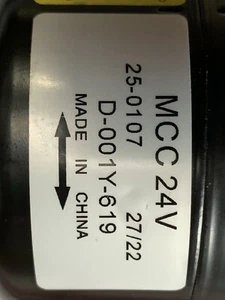 MCC 24V
25-0107 27/22
D-001Y-619
MADE IN CHINA